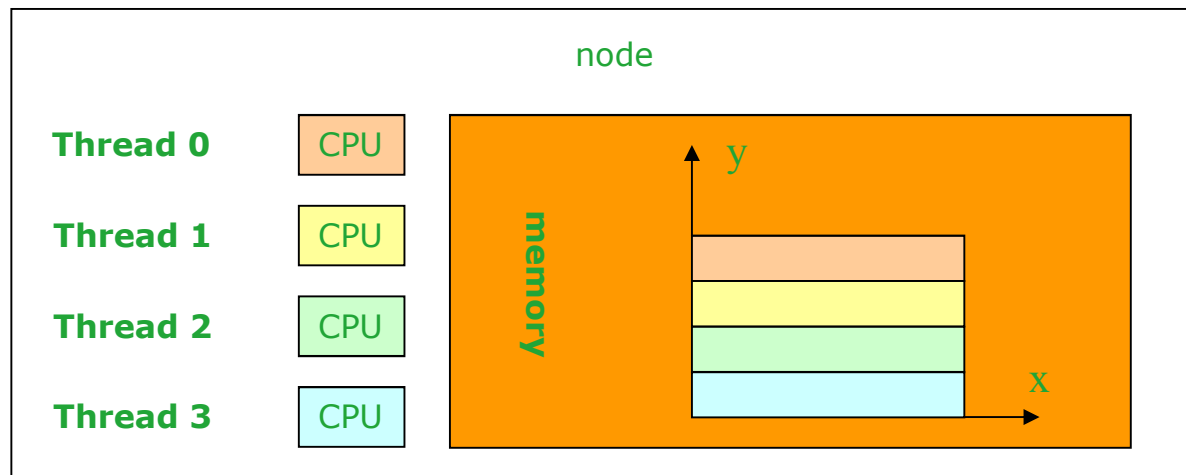 node
Thread 0 CPU
y
Thread 1 CPU
memory
Thread 2 CPU
x
Thread 3 CPU